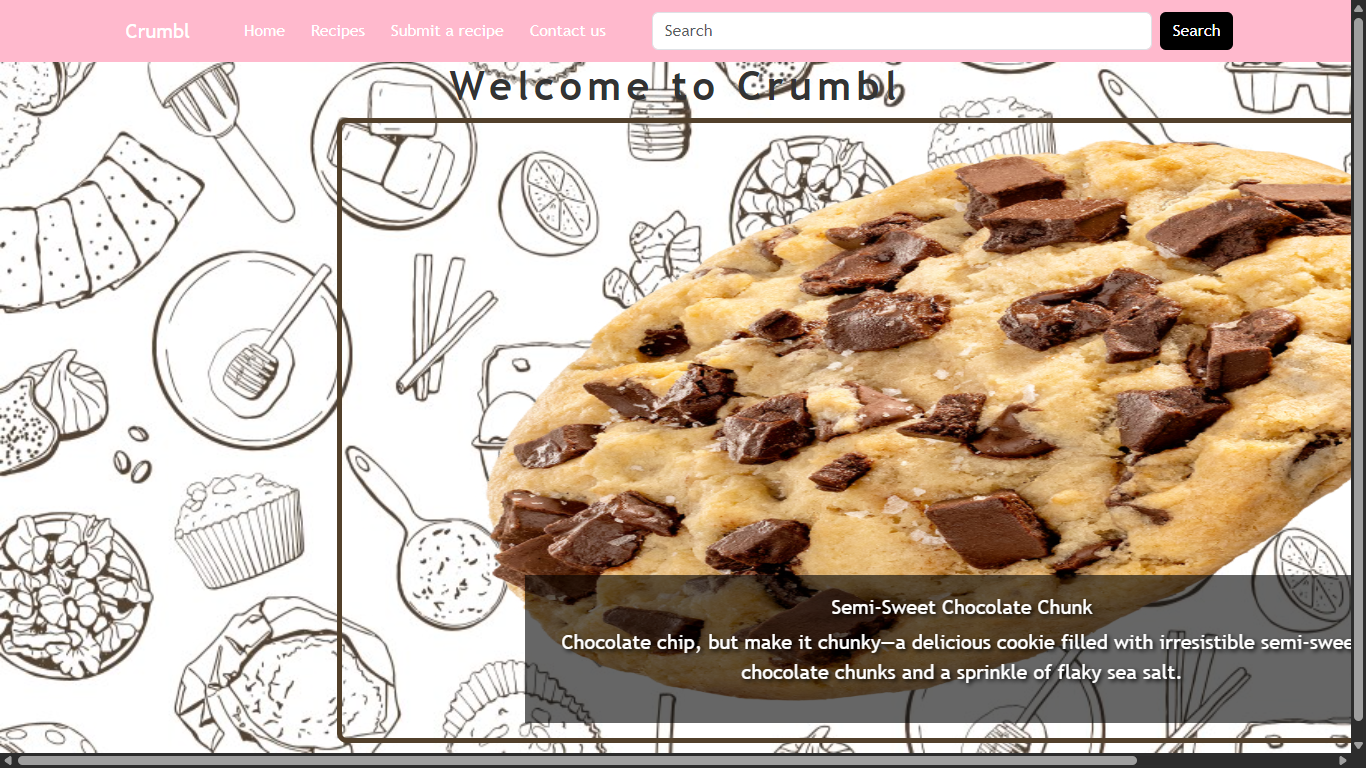 Crumbl Home Recipes Submit a recipe Contact us Search Search
Welcome to Crumbl
Semi-Sweet Chocolate Chunk
Chocolate chip, but make it chunky—a delicious cookie filled with irresistible semi-swee
chocolate chunks and a sprinkle of flaky sea salt.